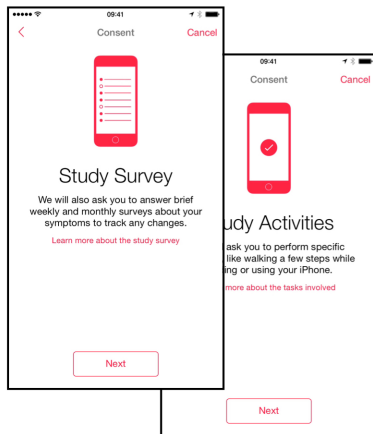 09:41
Consent
Cancel
Study Survey
We will also ask you to answer brief
weekly and monthly surveys about your
symptoms to track any changes.
Learn more about the study survey
Next
09:41
Consent
Cancel
udy Activities
ask you to perform specific
like walking a few steps while
ing or using your iPhone.
more about the tasks involved
Next